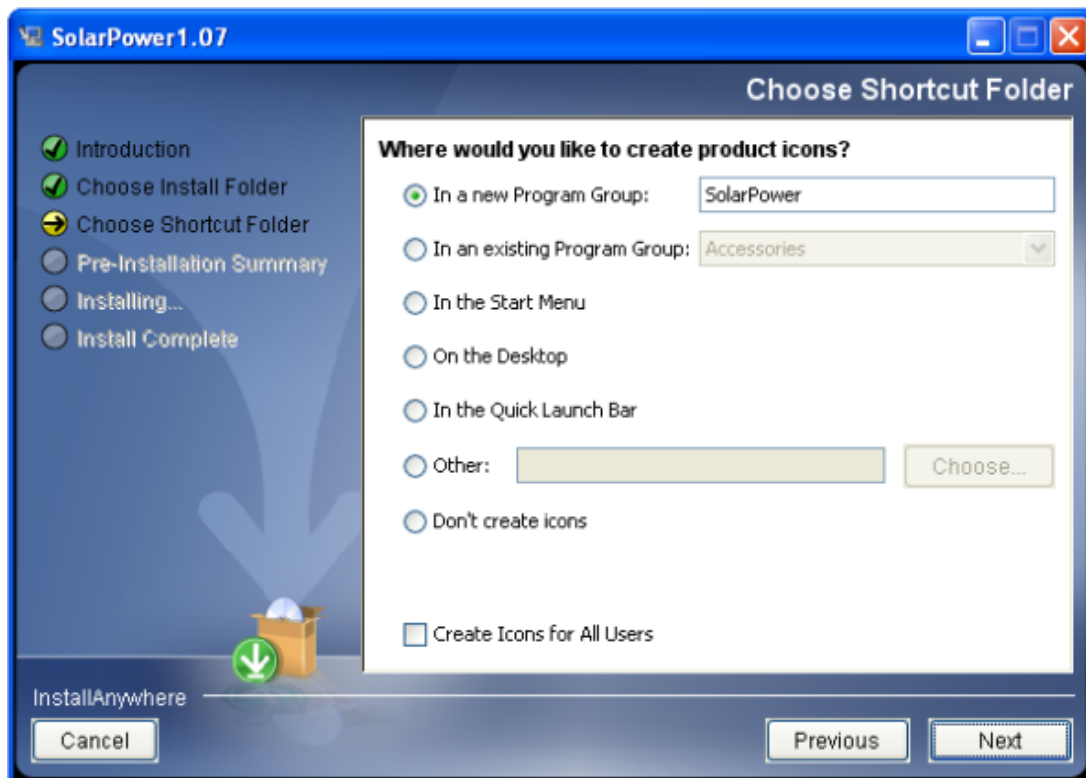 SolarPower1.07
Choose Shortcut Folder
Introduction
Choose Install Folder
Choose Shortcut Folder
Pre-Installation Summary
Installing...
Install Complete
Where would you like to create product icons?
In a new Program Group: SolarPower
In an existing Program Group: Accessories
In the Start Menu
On the Desktop
In the Quick Launch Bar
Other: Choose...
Don't create icons
Create Icons for All Users
InstallAnywhere
Cancel Previous Next